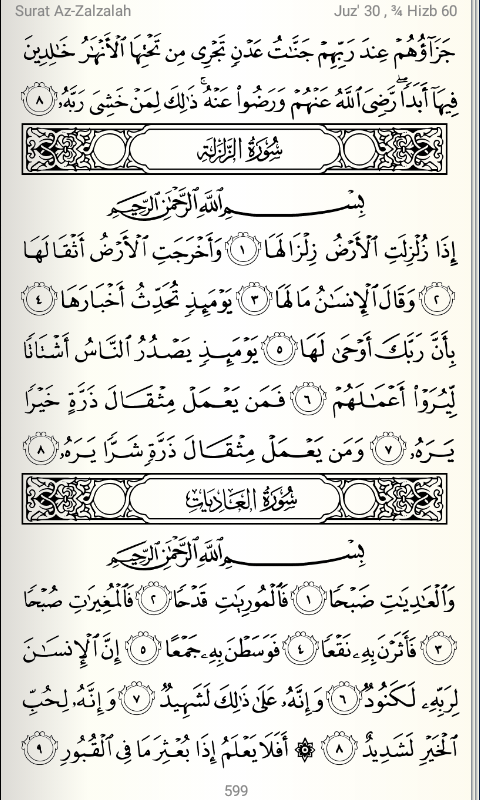 Surat Az-Zalzalah Juz' 30 , ¾ Hizb 60
جَزَآؤُهُمْ عِندَ رَبِّهِمْ جَنَّٰتُ عَدْنٍ تَجْرِى مِن تَحْتِهَا ٱلْأَنْهَٰرُ خَٰلِدِينَ
فِيهَآ أَبَدًۭا ۖ رَّضِىَ ٱللَّهُ عَنْهُمْ وَرَضُوا۟ عَنْهُ ۚ ذَٰلِكَ لِمَنْ خَشِىَ رَبَّهُۥ ٨
سُورَةُ الزَّلْزَلَةِ
بِسْمِ ٱللَّهِ ٱلرَّحْمَٰنِ ٱلرَّحِيمِ
إِذَا زُلْزِلَتِ ٱلْأَرْضُ زِلْزَالَهَا ١ وَأَخْرَجَتِ ٱلْأَرْضُ أَثْقَالَهَا
٢ وَقَالَ ٱلْإِنسَٰنُ مَا لَهَا ٣ يَوْمَئِذٍۢ تُحَدِّثُ أَخْبَارَهَا ٤
بِأَنَّ رَبَّكَ أَوْحَىٰ لَهَا ٥ يَوْمَئِذٍۢ يَصْدُرُ ٱلنَّاسُ أَشْتَاتًۭا
لِّيُرَوْا۟ أَعْمَٰلَهُمْ ٦ فَمَن يَعْمَلْ مِثْقَالَ ذَرَّةٍ خَيْرًۭا
يَرَهُۥ ٧ وَمَن يَعْمَلْ مِثْقَالَ ذَرَّةٍۢ شَرًّۭا يَرَهُۥ ٨
سُورَةُ العَادِيَاتِ
بِسْمِ ٱللَّهِ ٱلرَّحْمَٰنِ ٱلرَّحِيمِ
وَٱلْعَٰدِيَٰتِ ضَبْحًۭا ١ فَٱلْمُورِيَٰتِ قَدْحًۭا ٢ فَٱلْمُغِيرَٰتِ صُبْحًۭا
٣ فَأَثَرْنَ بِهِۦ نَقْعًۭا ٤ فَوَسَطْنَ بِهِۦ جَمْعًا ٥ إِنَّ ٱلْإِنسَٰنَ
لِرَبِّهِۦ لَكَنُودٌۭ ٦ وَإِنَّهُۥ عَلَىٰ ذَٰلِكَ لَشَهِيدٌۭ ٧ وَإِنَّهُۥ لِحُبِّ
ٱلْخَيْرِ لَشَدِيدٌ ٨ ۞ أَفَلَا يَعْلَمُ إِذَا بُعْثِرَ مَا فِى ٱلْقُبُورِ ٩
599